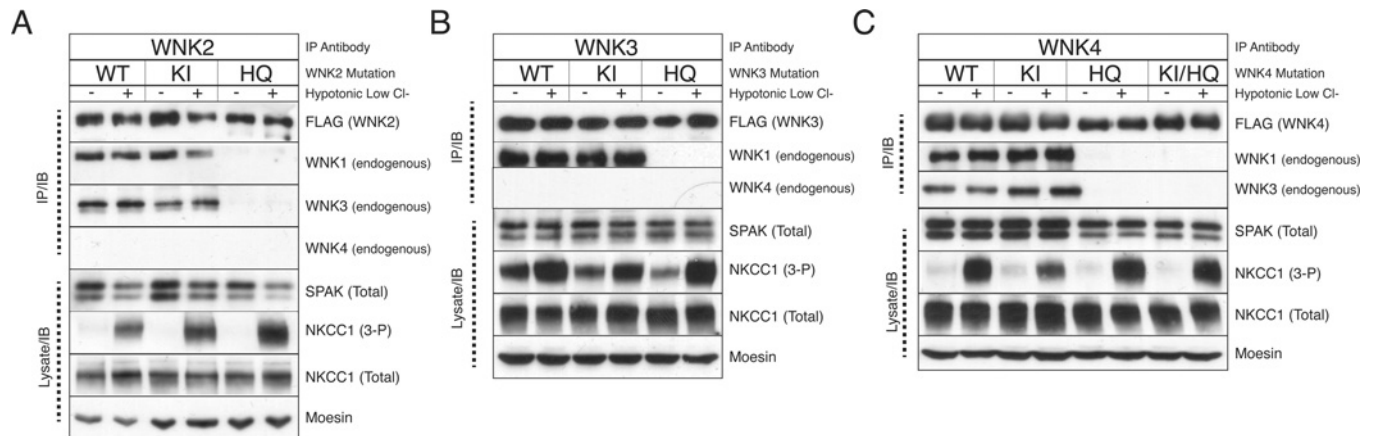 A
WNK2 IP Antibody
WT KI HQ WNK2 Mutation
- + - + - + Hypotonic Low Cl-
IP/IB
FLAG (WNK2)
WNK1 (endogenous)
WNK3 (endogenous)
WNK4 (endogenous)
Lysate/IB
SPAK (Total)
NKCC1 (3-P)
NKCC1 (Total)
Moesin
B
WNK3 IP Antibody
WT KI HQ WNK3 Mutation
- + - + - + Hypotonic Low Cl-
IP/IB
FLAG (WNK3)
WNK1 (endogenous)
WNK4 (endogenous)
Lysate/IB
SPAK (Total)
NKCC1 (3-P)
NKCC1 (Total)
Moesin
C
WNK4 IP Antibody
WT KI HQ KI/HQ WNK4 Mutation
- + - + - + - + Hypotonic Low Cl-
IP/IB
FLAG (WNK4)
WNK1 (endogenous)
WNK3 (endogenous)
Lysate/IB
SPAK (Total)
NKCC1 (3-P)
NKCC1 (Total)
Moesin